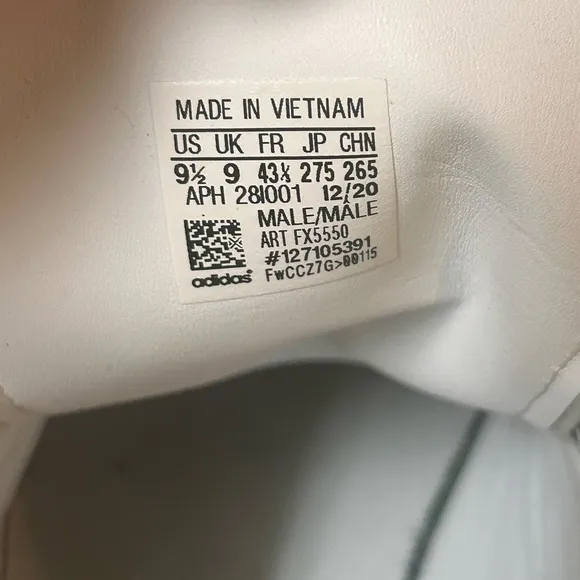 MADE IN VIETNAM
US UK FR JP CHN
9½ 9 43⅓ 275 265
APH 28I001 12/20
MALE/MÂLE
ART FX5550
#127105391
FwCCZ7G>00115
adidas